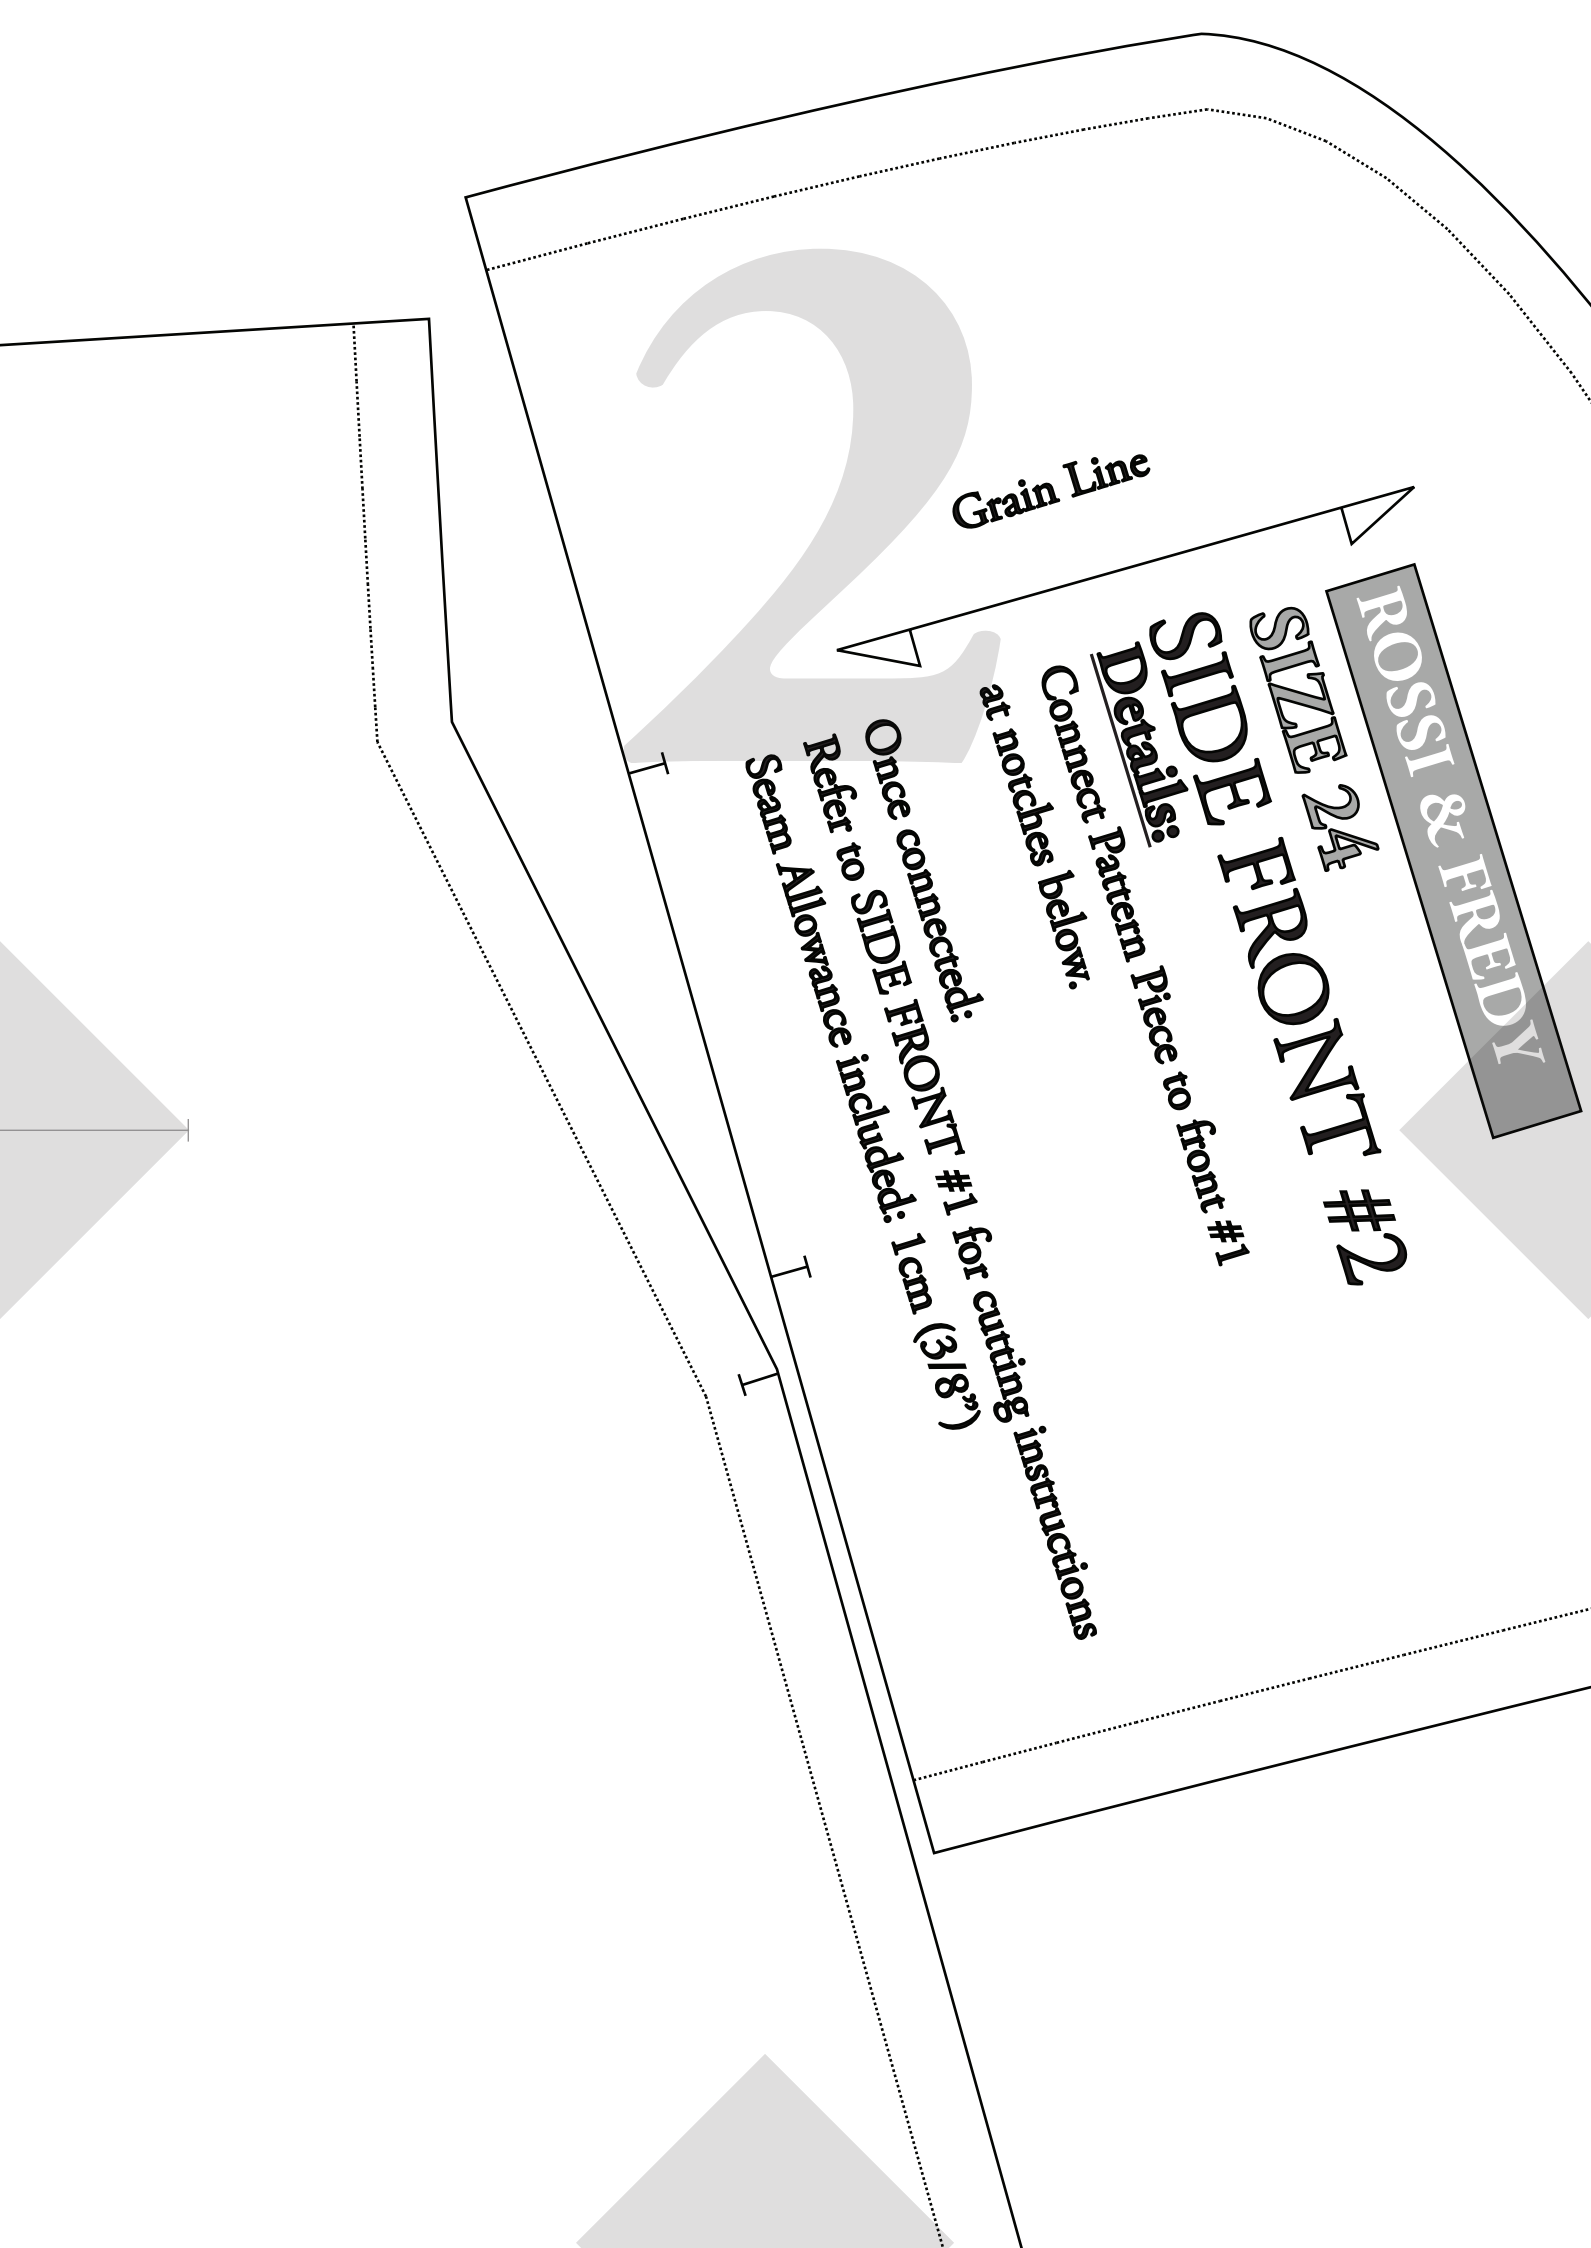 2
Grain Line
ROSSI & FREDY
SIZE 24
SIDE FRONT #2
Details:
Connect Pattern Piece to front #1
at notches below.
Once connected:
Refer to SIDE FRONT #1 for cutting instructions
Seam Allowance included: 1cm (3/8”)